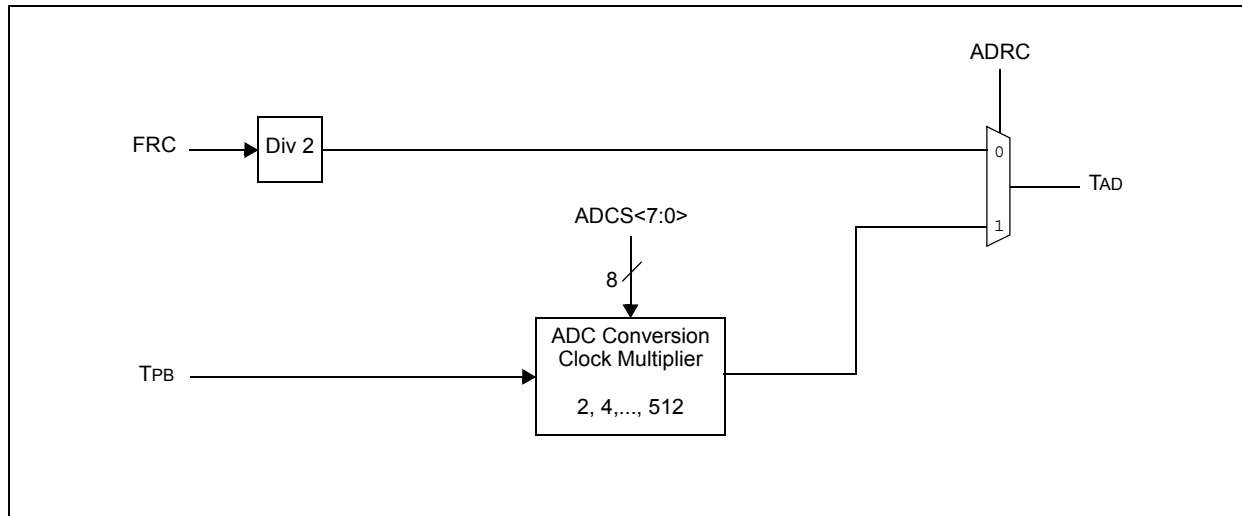 ADRC
FRC
Div 2
0
TAD
ADCS<7:0>
1
8
ADC Conversion
Clock Multiplier
TPB
2, 4,..., 512